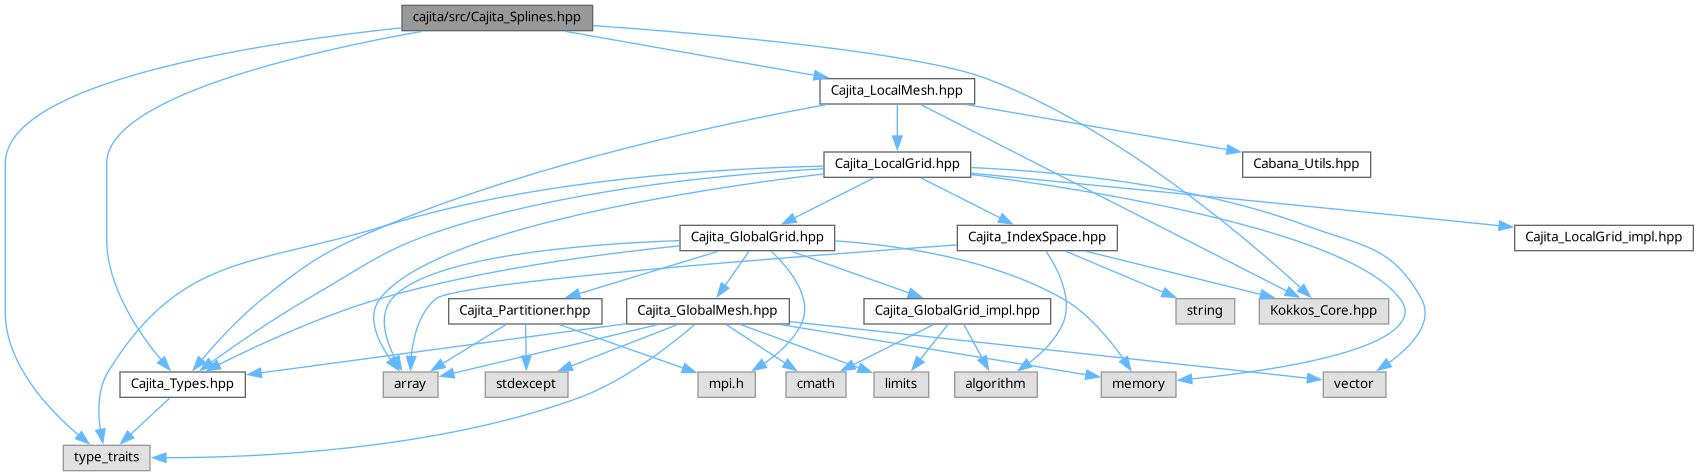 cajita/src/Cajita_Splines.hpp
Cajita_LocalMesh.hpp
Cajita_LocalGrid.hpp
Cabana_Utils.hpp
Cajita_GlobalGrid.hpp
Cajita_IndexSpace.hpp
Cajita_LocalGrid_impl.hpp
Cajita_Partitioner.hpp
Cajita_GlobalMesh.hpp
Cajita_GlobalGrid_impl.hpp
string
Kokkos_Core.hpp
Cajita_Types.hpp
array
stdexcept
mpi.h
cmath
limits
algorithm
memory
vector
type_traits